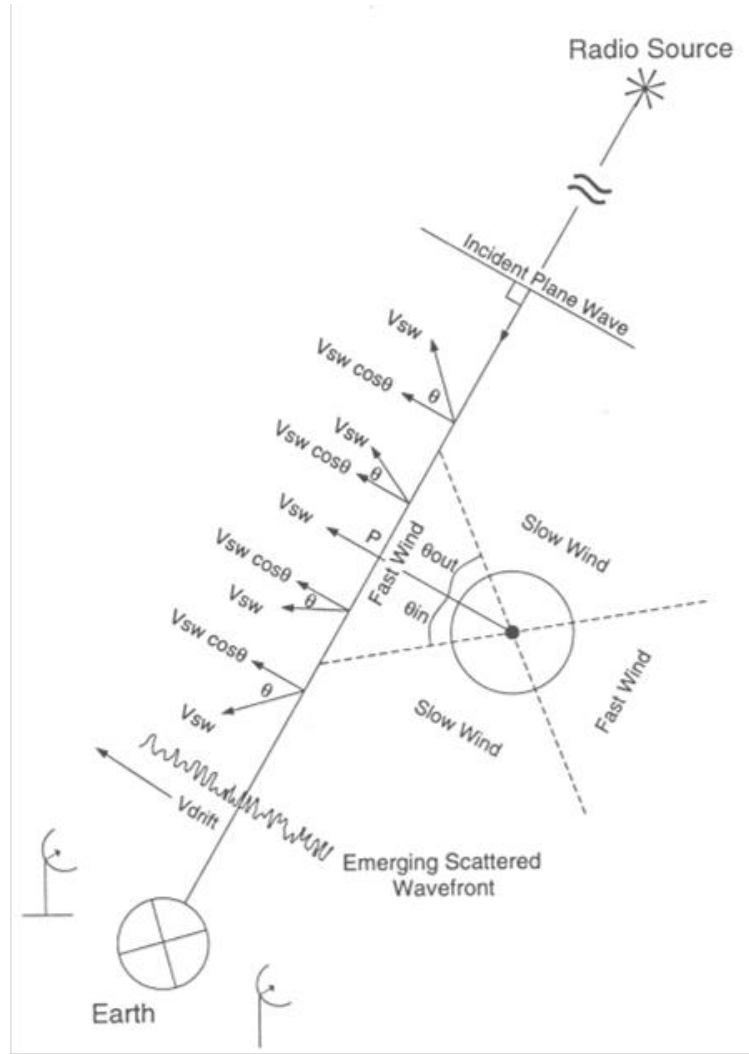 Radio Source
Incident Plane Wave
Vsw
Vsw cosθ
θ
Vsw
Vsw cosθ
θ
Vsw
P
Fast Wind
θout
θin
Slow Wind
Vsw cosθ
Vsw
θ
Vsw cosθ
θ
Vsw
Slow Wind
Fast Wind
Vdrift
Emerging Scattered
Wavefront
Earth